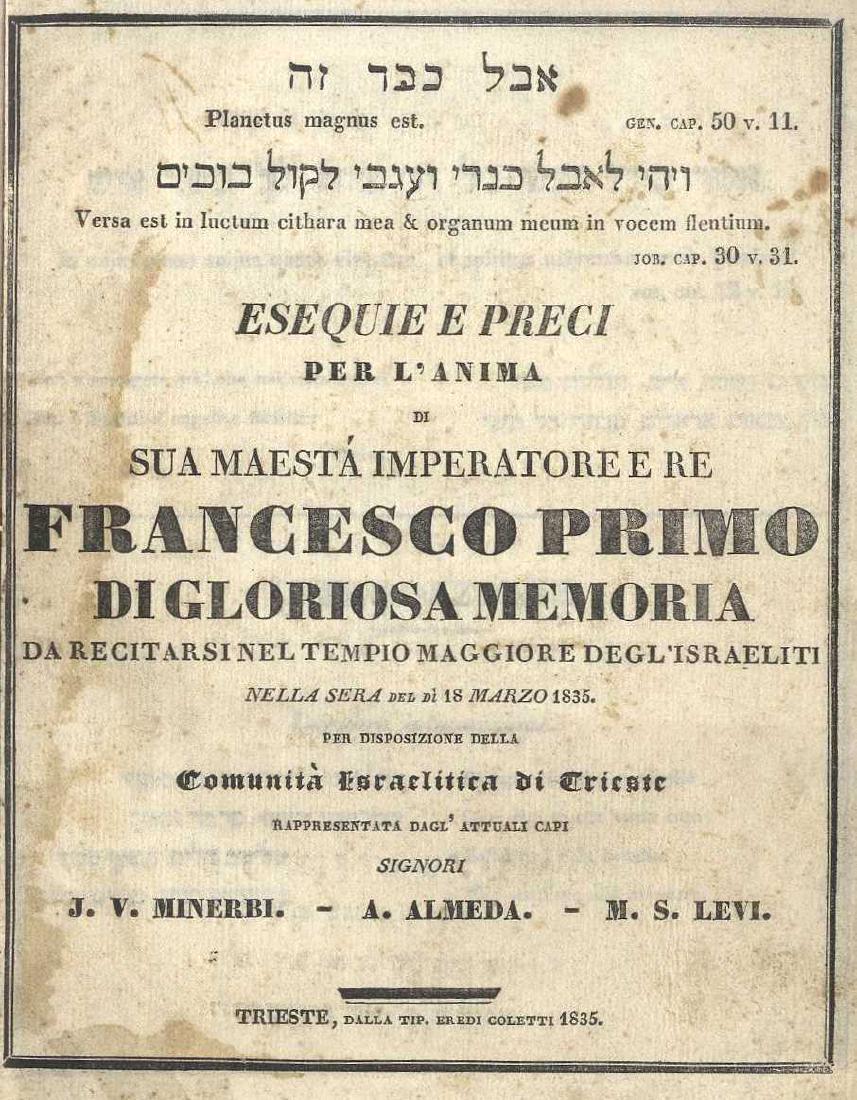 אבל כבד זה
Planctus magnus est. GEN. CAP. 50 v. 11.
ויהי לאבל כנרי ועגבי לקול בוכים
Versa est in luctum cithara mea & organum meum in vocem flentium.
JOB. CAP. 30 v. 31.
ESEQUIE E PRECI
PER L'ANIMA
DI
SUA MAESTÁ IMPERATORE E RE
FRANCESCO PRIMO
DI GLORIOSA MEMORIA
DA RECITARSI NEL TEMPIO MAGGIORE DEGL'ISRAELITI
NELLA SERA DEL Dì 18 MARZO 1835.
PER DISPOSIZIONE DELLA
Comunità Israelitica di Trieste
RAPPRESENTATA DAGL' ATTUALI CAPI
SIGNORI
J. V. MINERBI. - A. ALMEDA. - M. S. LEVI.
TRIESTE, DALLA TIP. EREDI COLETTI 1835.